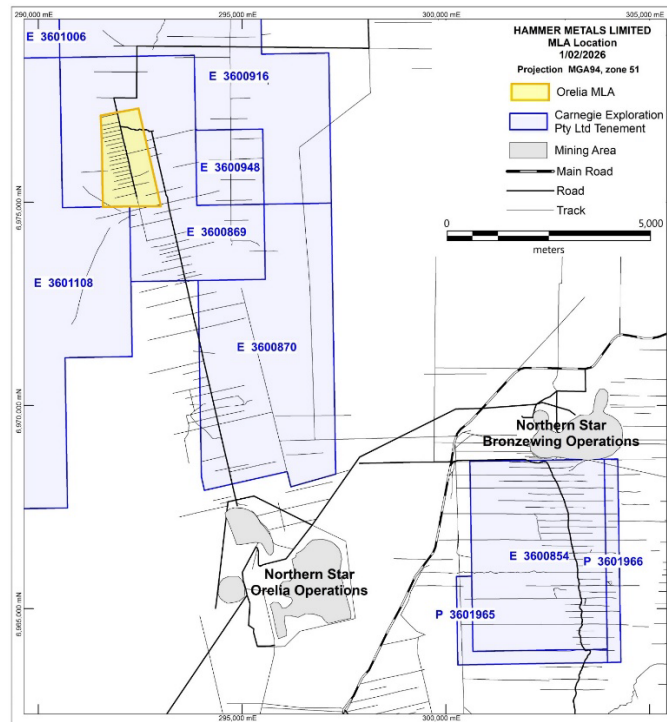 290,000 mE
295,000 mE
300,000 mE
305,000 mE
E 3601006
E 3600916
HAMMER METALS LIMITED
MLA Location
1/02/2026
Projection MGA94, zone 51
Orelia MLA
Carnegie Exploration
Pty Ltd Tenement
Mining Area
Main Road
Road
Track
0
5,000
meters
E 3600948
6,975,000 mN
E 3600869
E 3601108
E 3600870
6,970,000 mN
Northern Star
Bronzewing Operations
E 3600854
P 3601966
Northern Star
Orelia Operations
P 3601965
6,965,000 mN
295,000 mE
300,000 mE